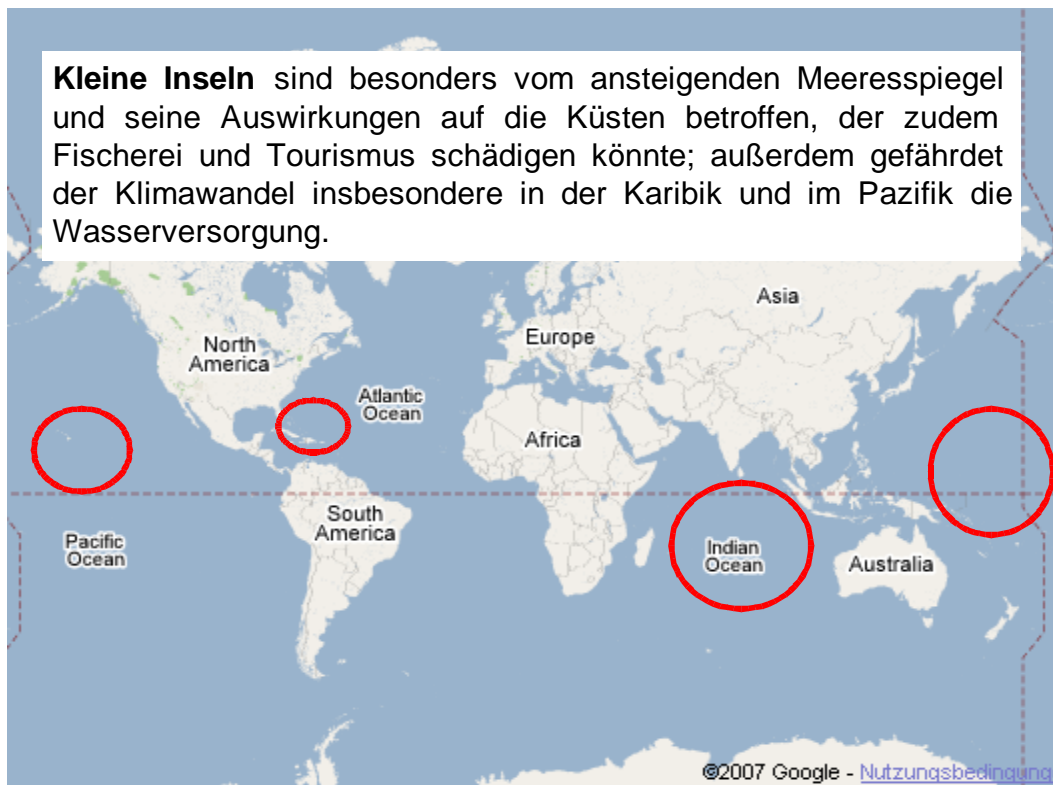 Kleine Inseln sind besonders vom ansteigenden Meeresspiegel
und seine Auswirkungen auf die Küsten betroffen, der zudem
Fischerei und Tourismus schädigen könnte; außerdem gefährdet
der Klimawandel insbesondere in der Karibik und im Pazifik die
Wasserversorgung.
Asia
Europe
North
America
Atlantic
Ocean
Africa
South
America
Pacific
Ocean
Indian
Ocean
Australia
©2007 Google - Nutzungsbedingung